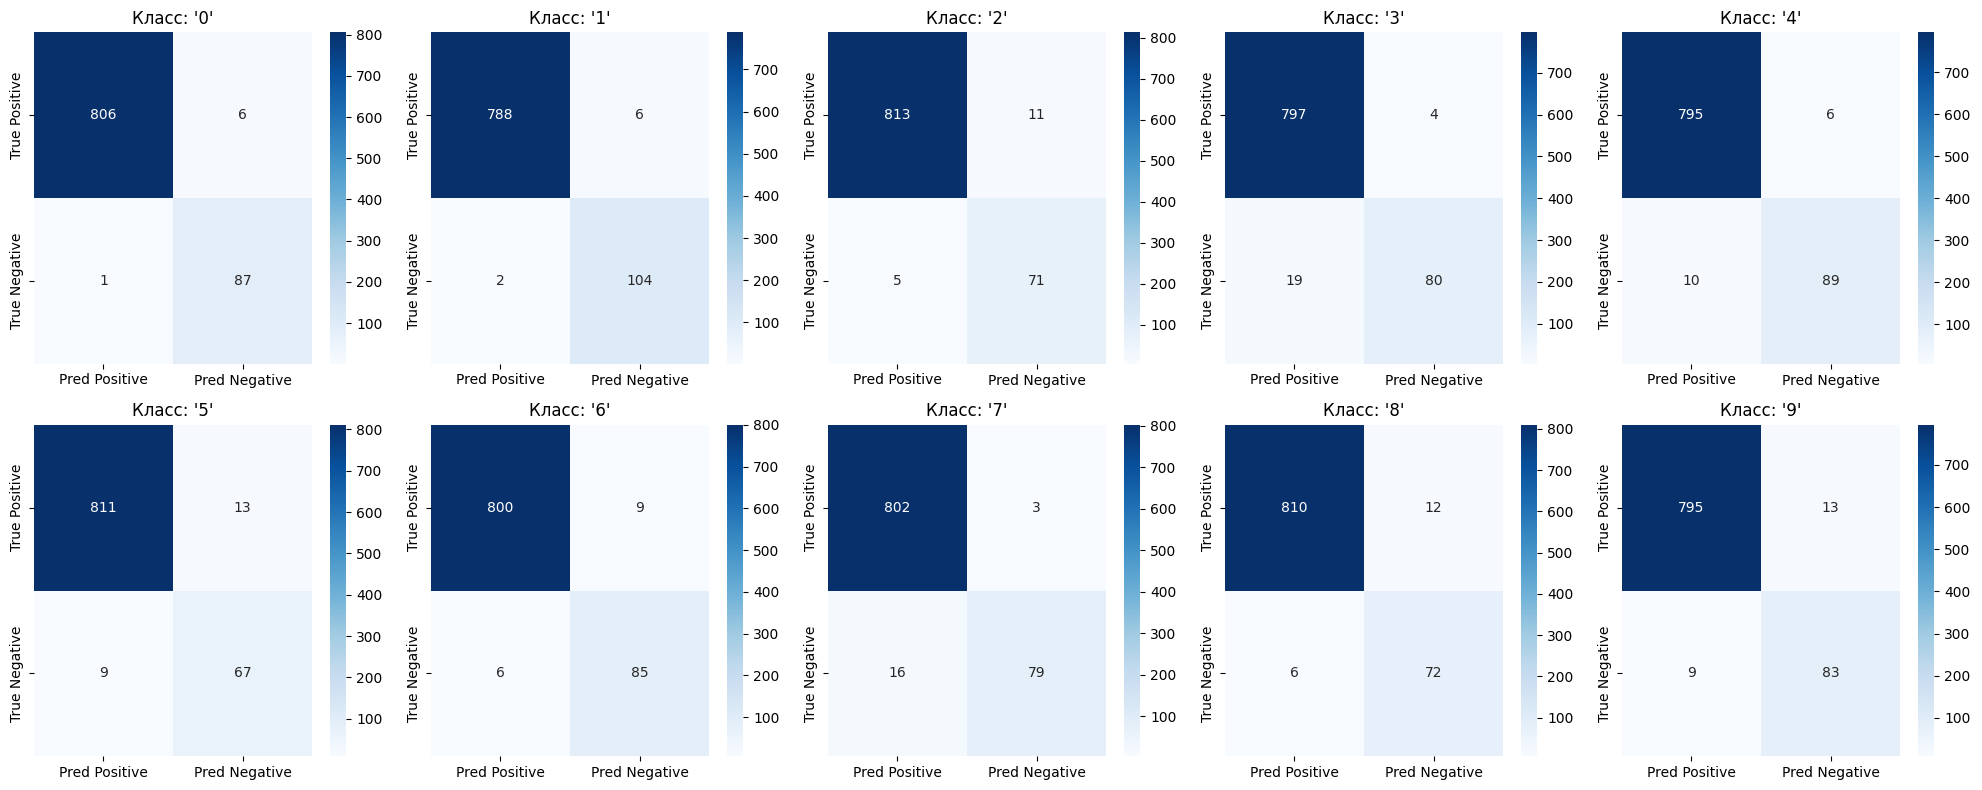 Класс: '0'
True Positive
True Negative
806
6
1
87
Pred Positive
Pred Negative
800
700
600
500
400
300
200
100
Класс: '1'
True Positive
True Negative
788
6
2
104
Pred Positive
Pred Negative
700
600
500
400
300
200
100
Класс: '2'
True Positive
True Negative
813
11
5
71
Pred Positive
Pred Negative
800
700
600
500
400
300
200
100
Класс: '3'
True Positive
True Negative
797
4
19
80
Pred Positive
Pred Negative
700
600
500
400
300
200
100
Класс: '4'
True Positive
True Negative
795
6
10
89
Pred Positive
Pred Negative
700
600
500
400
300
200
100
Класс: '5'
True Positive
True Negative
811
13
9
67
Pred Positive
Pred Negative
800
700
600
500
400
300
200
100
Класс: '6'
True Positive
True Negative
800
9
6
85
Pred Positive
Pred Negative
800
700
600
500
400
300
200
100
Класс: '7'
True Positive
True Negative
802
3
16
79
Pred Positive
Pred Negative
800
700
600
500
400
300
200
100
Класс: '8'
True Positive
True Negative
810
12
6
72
Pred Positive
Pred Negative
800
700
600
500
400
300
200
100
Класс: '9'
True Positive
True Negative
795
13
9
83
Pred Positive
Pred Negative
700
600
500
400
300
200
100